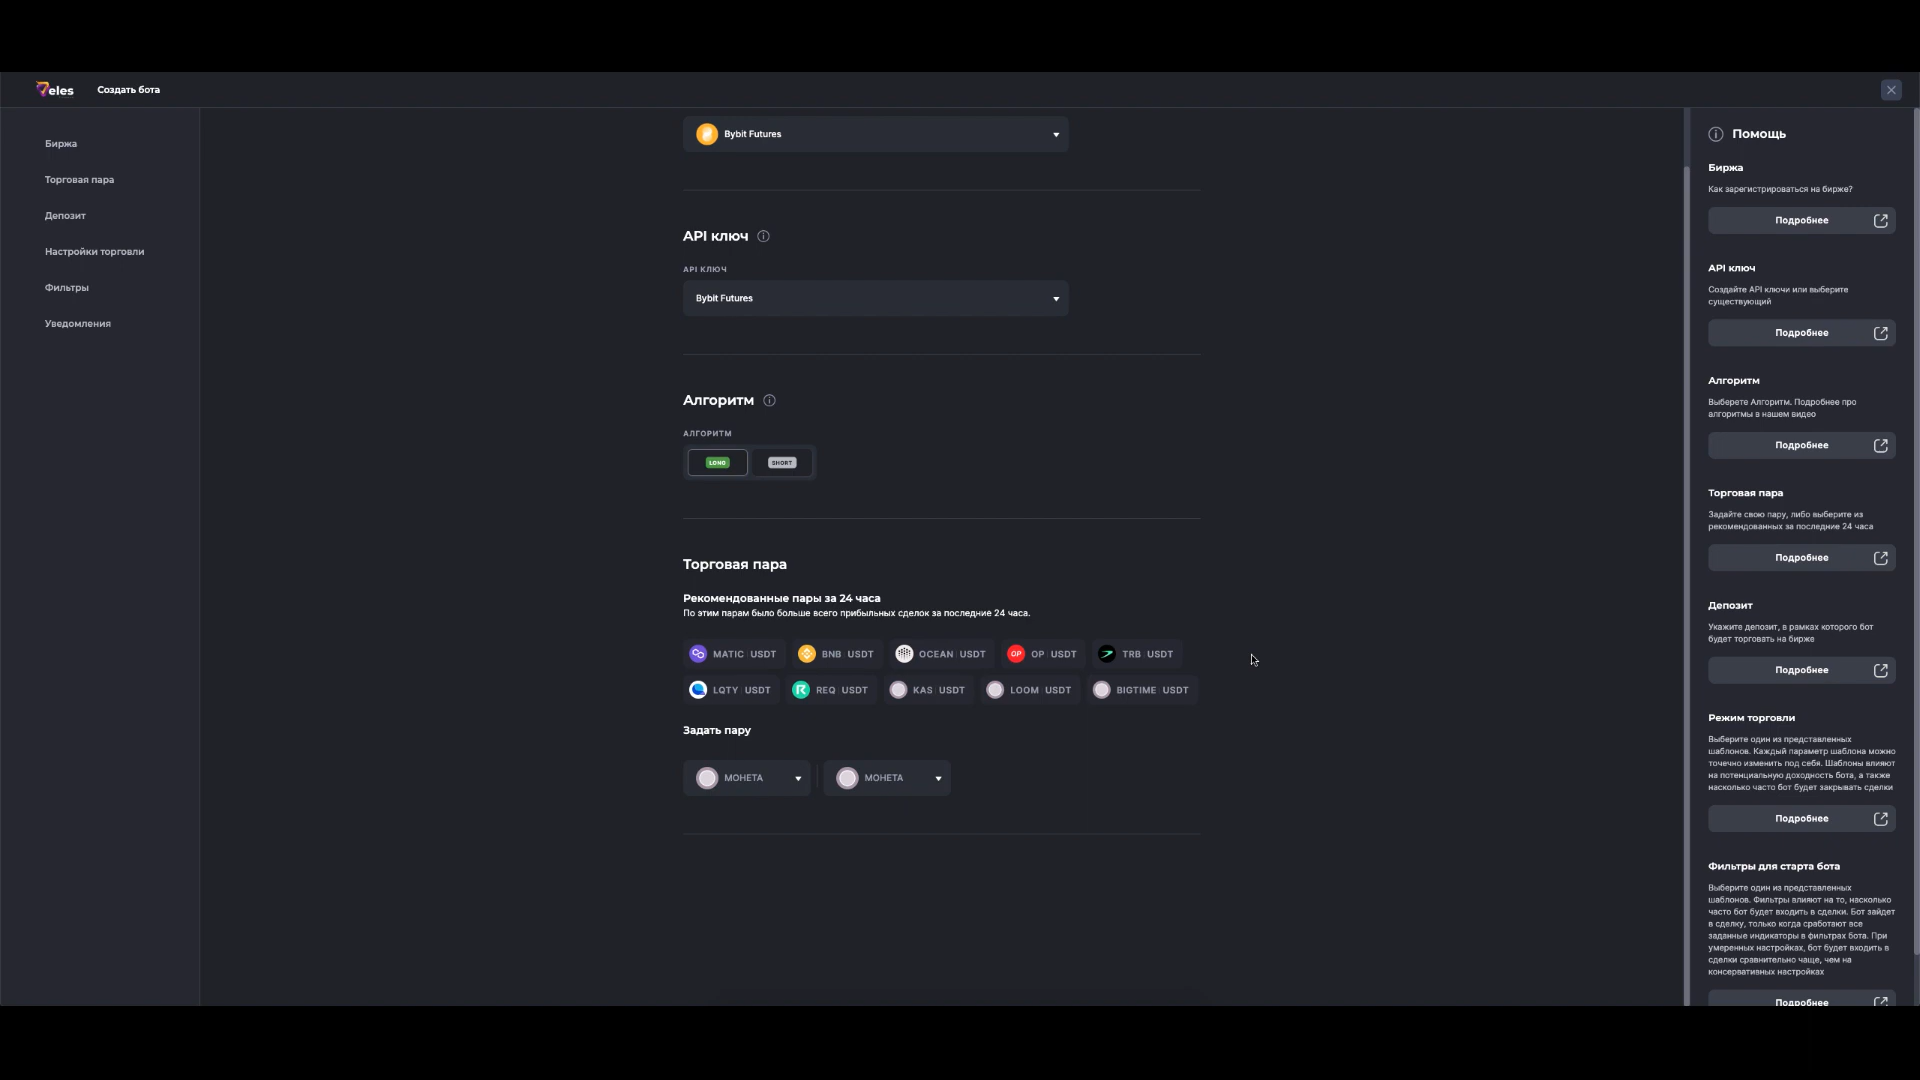 Veles
Создать бота
Биржа
Торговая пара
Депозит
Настройки торговли
Фильтры
Уведомления
Bybit Futures
API ключ
API КЛЮЧ
Bybit Futures
Алгоритм
АЛГОРИТМ
LONG
SHORT
Торговая пара
Рекомендованные пары за 24 часа
По этим парам было больше всего прибыльных сделок за последние 24 часа.
MATIC USDT
BNB USDT
OCEAN USDT
OP USDT
TRB USDT
LQTY USDT
REQ USDT
KAS USDT
LOOM USDT
BIGTIME USDT
Задать пару
МОНЕТА
МОНЕТА
Помощь
Биржа
Как зарегистрироваться на бирже?
Подробнее
API ключ
Создайте API ключи или выберите
существующий
Подробнее
Алгоритм
Выберете Алгоритм. Подробнее про
алгоритмы в нашем видео
Подробнее
Торговая пара
Задайте свою пару, либо выберите из
рекомендованных за последние 24 часа
Подробнее
Депозит
Укажите депозит, в рамках которого бот
будет торговать на бирже
Подробнее
Режим торговли
Выберите один из представленных
шаблонов. Каждый параметр шаблона можно
точечно изменить под себя. Шаблоны влияют
на потенциальную доходность бота, а также
насколько часто бот будет закрывать сделки
Подробнее
Фильтры для старта бота
Выберите один из представленных
шаблонов. Фильтры влияют на то, насколько
часто бот будет входить в сделки. Бот зайдет
в сделку, только когда сработают все
заданные индикаторы в фильтрах бота. При
умеренных настройках, бот будет входить в
сделки сравнительно чаще, чем на
консервативных настройках
Подробнее